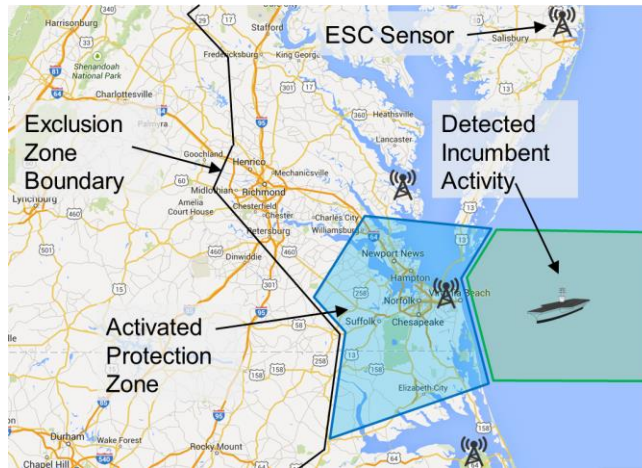 Harrisonburg
Stafford
ESC Sensor
Salisbury
Fredericksburg
King George
Shenandoah
National Park
Charlottesville
Exclusion
Zone
Boundary
Palmyra
Heathsville
Lancaster
Detected
Incumbent
Activity
Goochland
Henrico
Mechanicsville
Lynchburg
Midlothian
Richmond
Amelia
Court House
Chesterfield
Chester
Charles City
Williamsburg
Petersburg
Dinwiddie
Newport News
Hampton
Norfolk
Virginia Beach
Suffolk
Chesapeake
Activated
Protection
Zone
Elizabeth City
Durham
Wake Forest
Rocky Mount
Chapel Hill